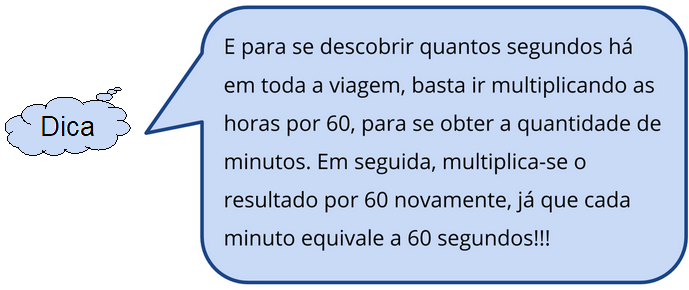 Dica
E para se descobrir quantos segundos há
em toda a viagem, basta ir multiplicando as
horas por 60, para se obter a quantidade de
minutos. Em seguida, multiplica-se o
resultado por 60 novamente, já que cada
minuto equivale a 60 segundos!!!